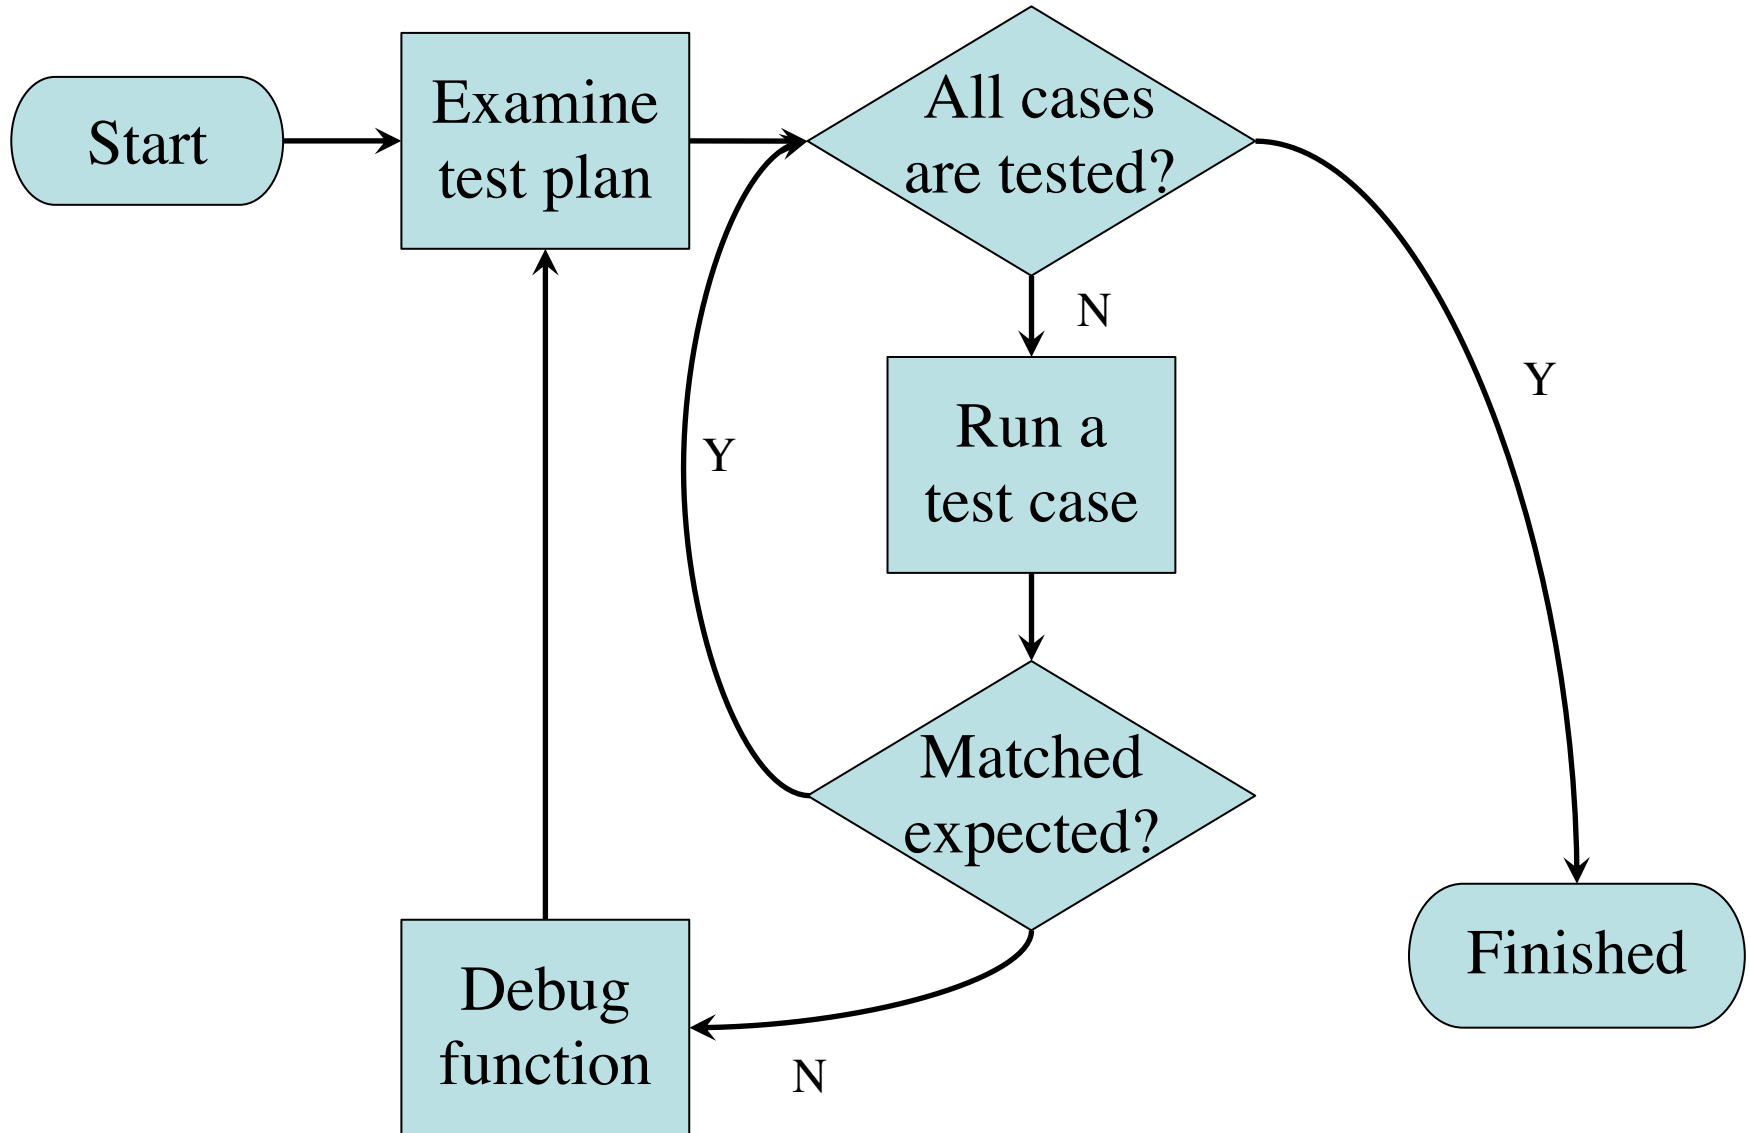 Start
Examine
test plan
All cases
are tested?
N
Y
Run a
test case
Y
Matched
expected?
Finished
Debug
function
N